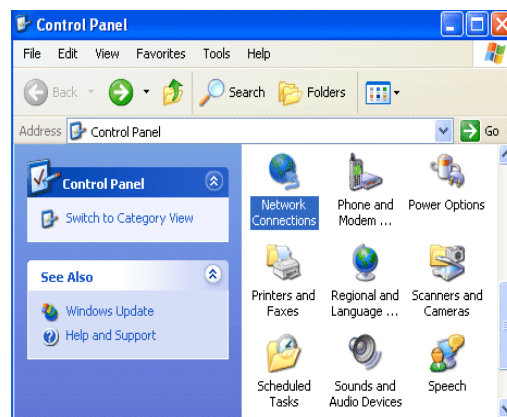 Control Panel
File Edit View Favorites Tools Help
Back Search Folders
Address Control Panel Go
Control Panel
Switch to Category View
See Also
Windows Update
Help and Support
Network Connections
Phone and Modem ...
Power Options
Printers and Faxes
Regional and Language ...
Scanners and Cameras
Scheduled Tasks
Sounds and Audio Devices
Speech